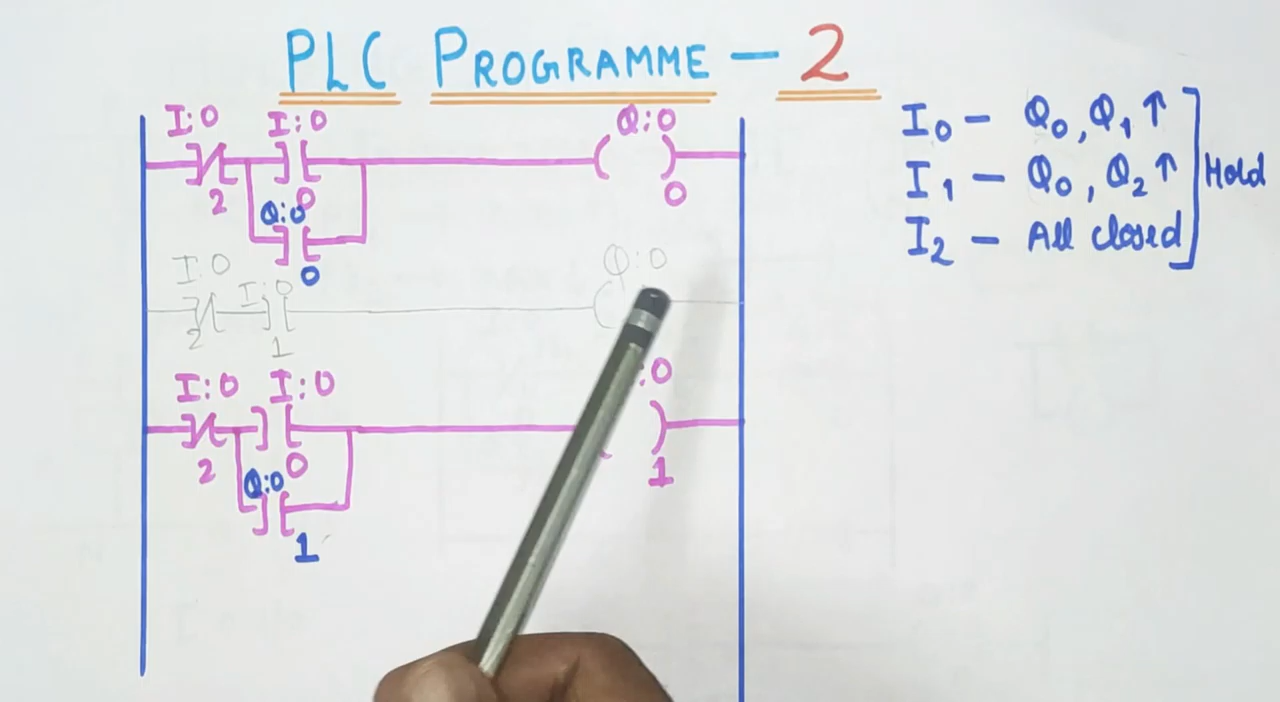 PLC PROGRAMME - 2
I:0 I:0 Q:0
2 0 0
Q:0
0
I:0 I:0 Q:0
2 1
I:0 I:0 :0
2 0 1
Q:0
1
I0 - Q0, Q1 ↑
I1 - Q0, Q2 ↑
I2 - All closed
Hold